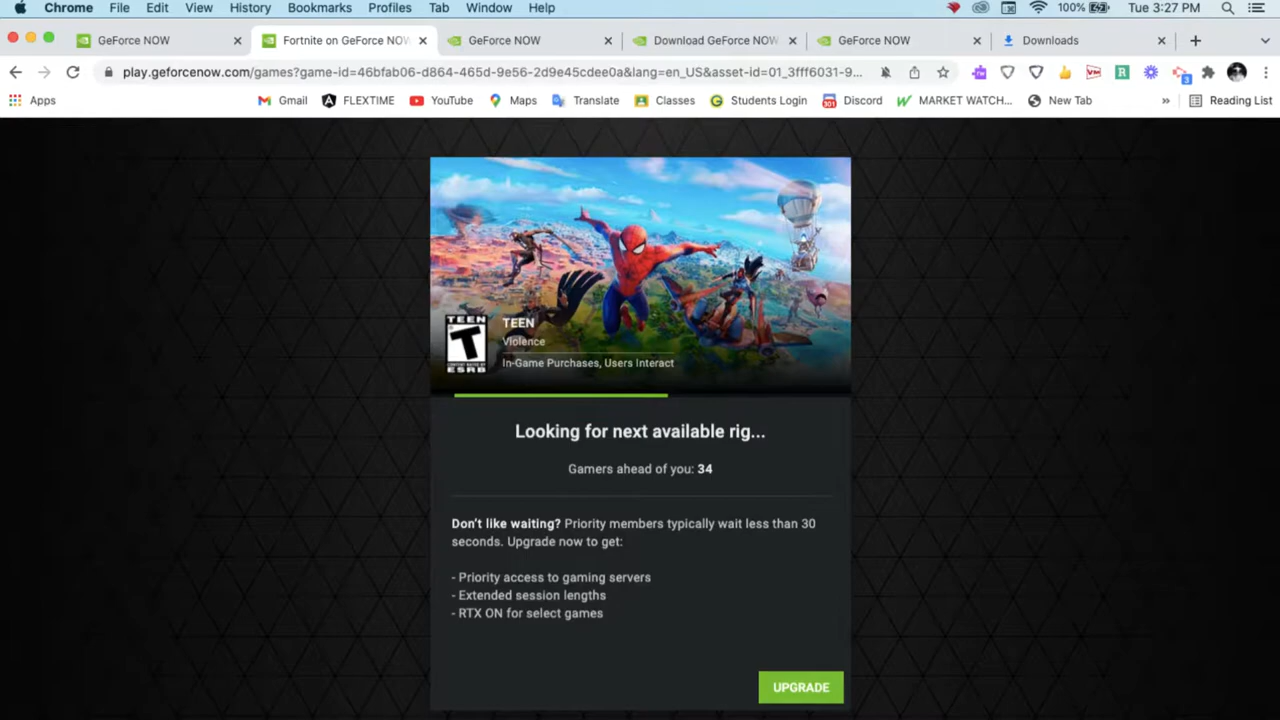 Chrome File Edit View History Bookmarks Profiles Tab Window Help 100% Tue 3:27 PM
GeForce NOW Fortnite on GeForce NOW GeForce NOW Download GeForce NOW GeForce NOW Downloads
play.geforcenow.com/games?game-id=46bfab06-d864-465d-9e56-2d9e45cdee0a&lang=en_US&asset-id=01_3fff6031-9... VM R 3
Apps Gmail FLEXTIME YouTube Maps Translate Classes Students Login 301 Discord MARKET WATCH... New Tab » Reading List
TEEN
T
ESRB
TEEN
Violence
In-Game Purchases, Users Interact
Looking for next available rig...
Gamers ahead of you: 34
Don't like waiting? Priority members typically wait less than 30
seconds. Upgrade now to get:
- Priority access to gaming servers
- Extended session lengths
- RTX ON for select games
UPGRADE